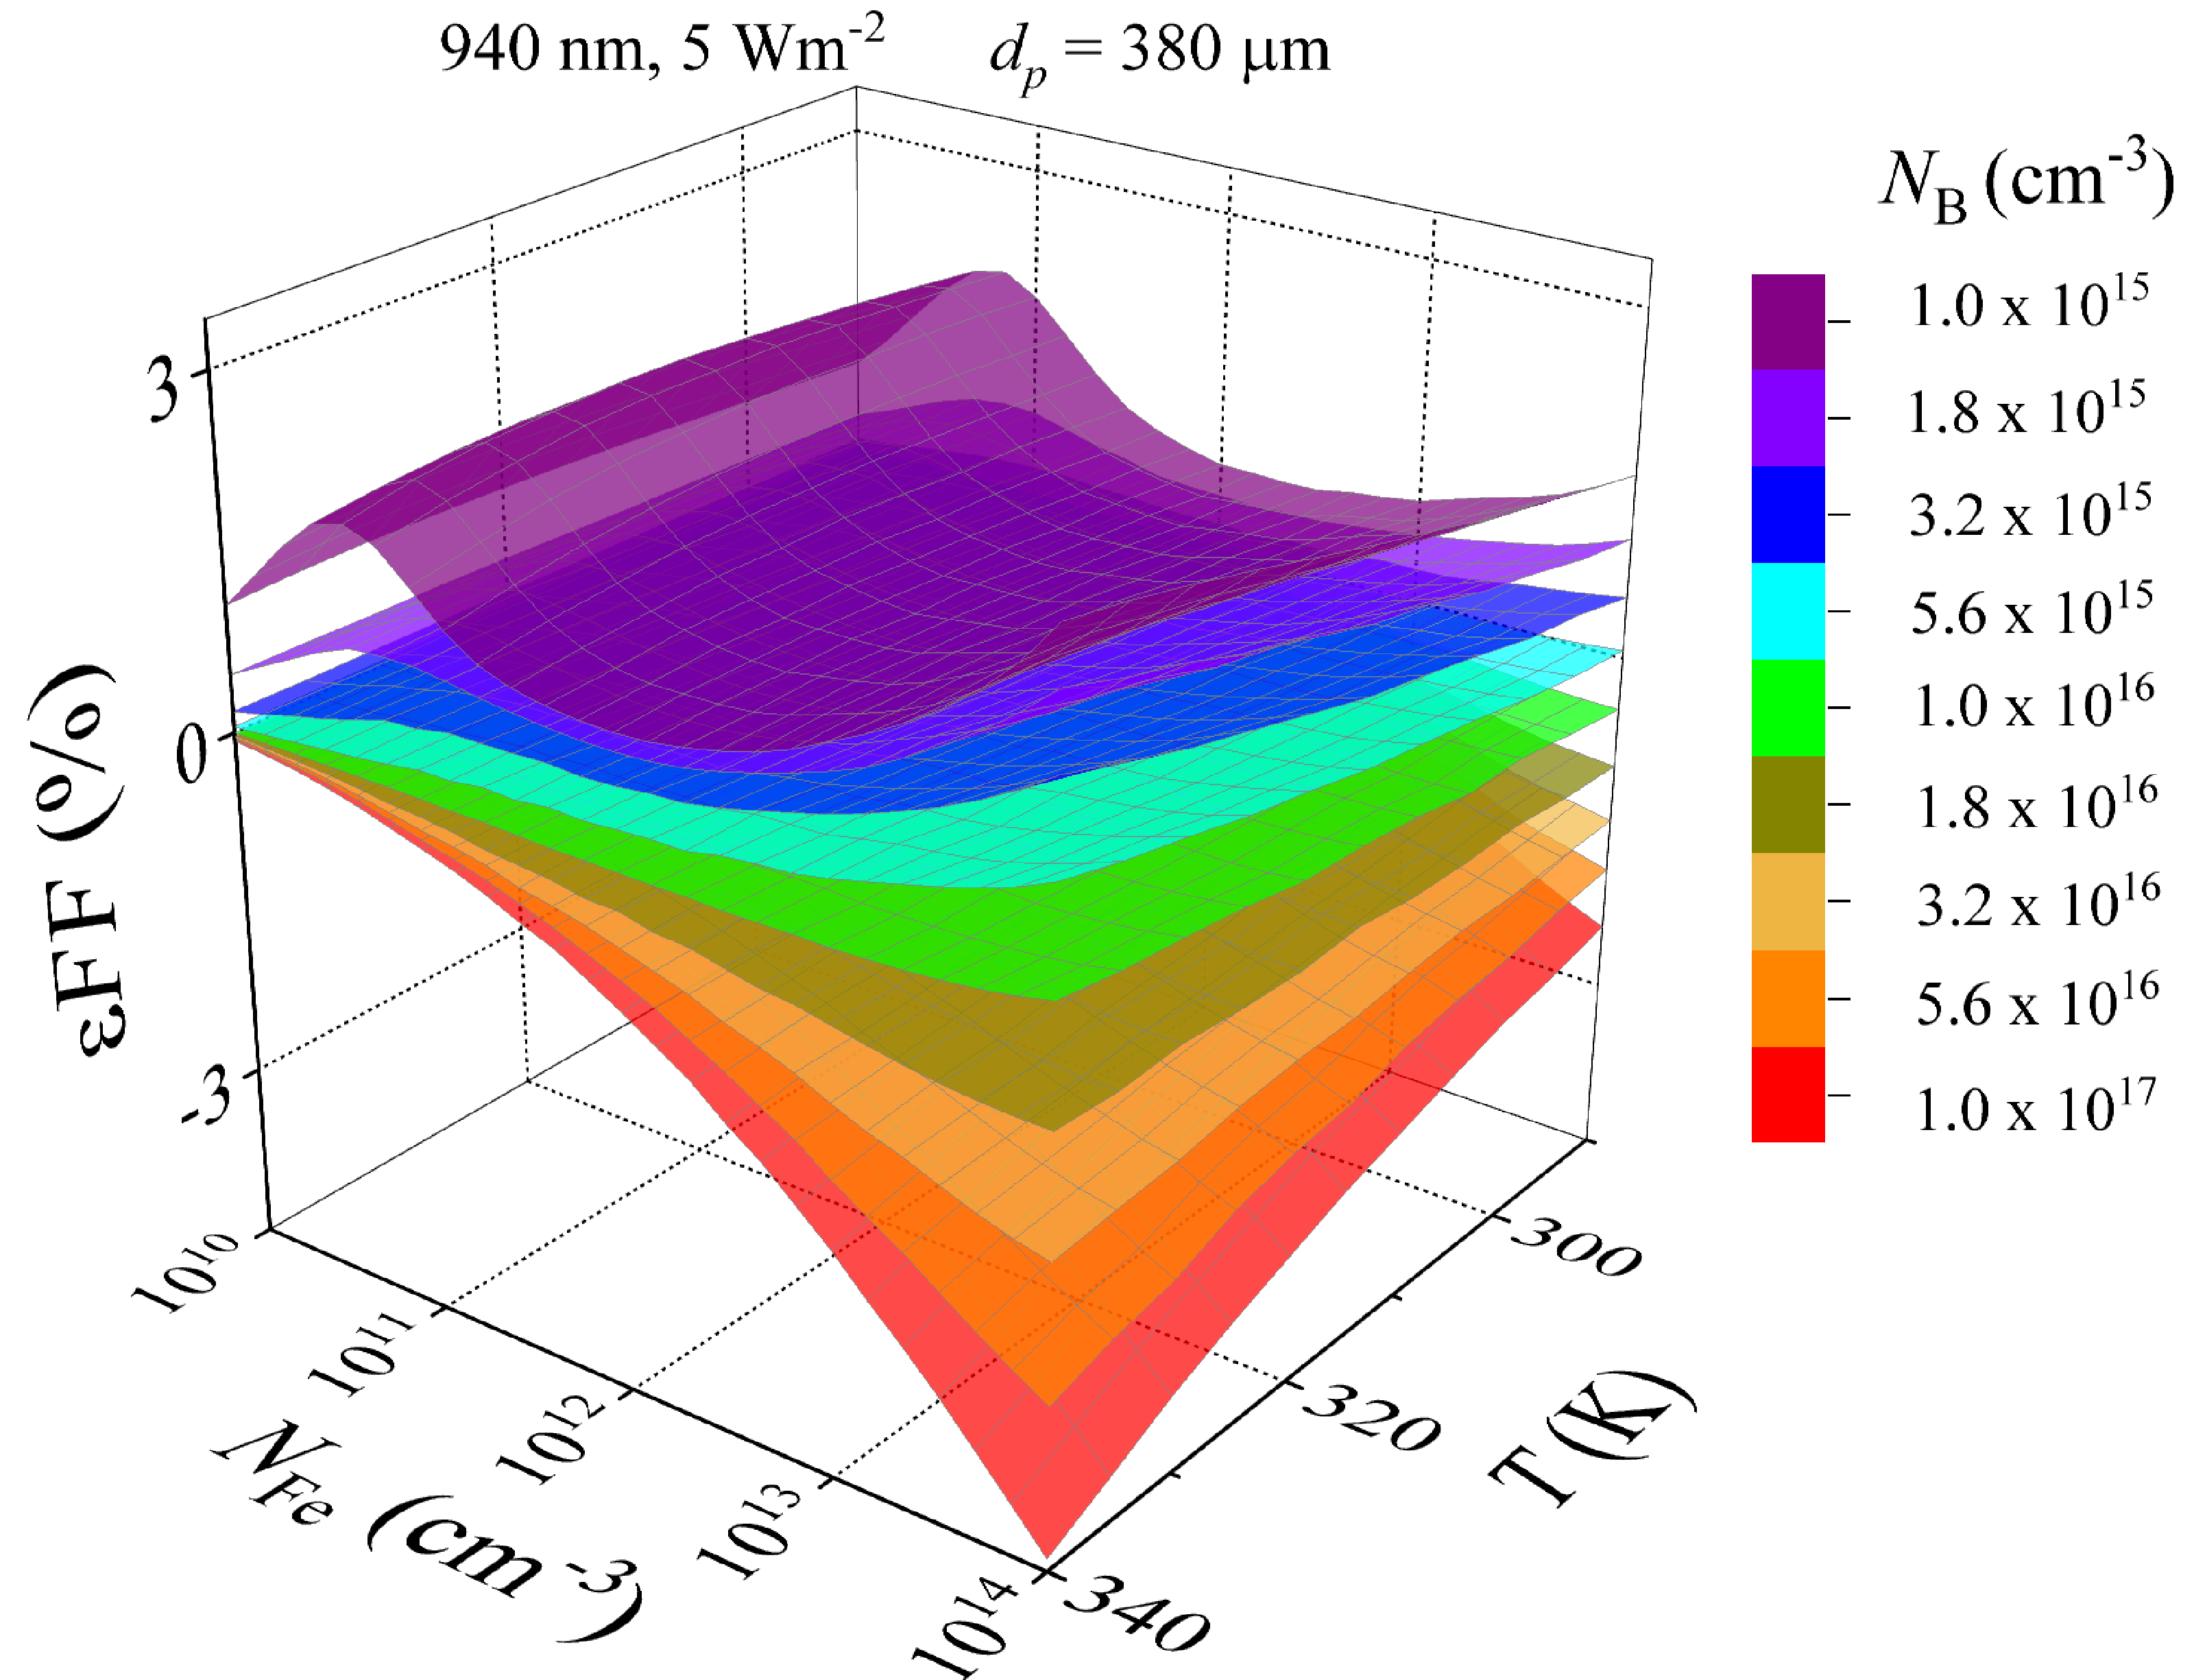 940 nm, 5 Wm⁻² dₚ = 380 μm
N_B (cm⁻³)
1.0 x 10¹⁵
1.8 x 10¹⁵
3.2 x 10¹⁵
5.6 x 10¹⁵
1.0 x 10¹⁶
1.8 x 10¹⁶
3.2 x 10¹⁶
5.6 x 10¹⁶
1.0 x 10¹⁷
εFF (%)
3
0
-3
10¹⁰
10¹¹
10¹²
10¹³
10¹⁴
N_Fe (cm⁻³)
300
320
340
T (K)